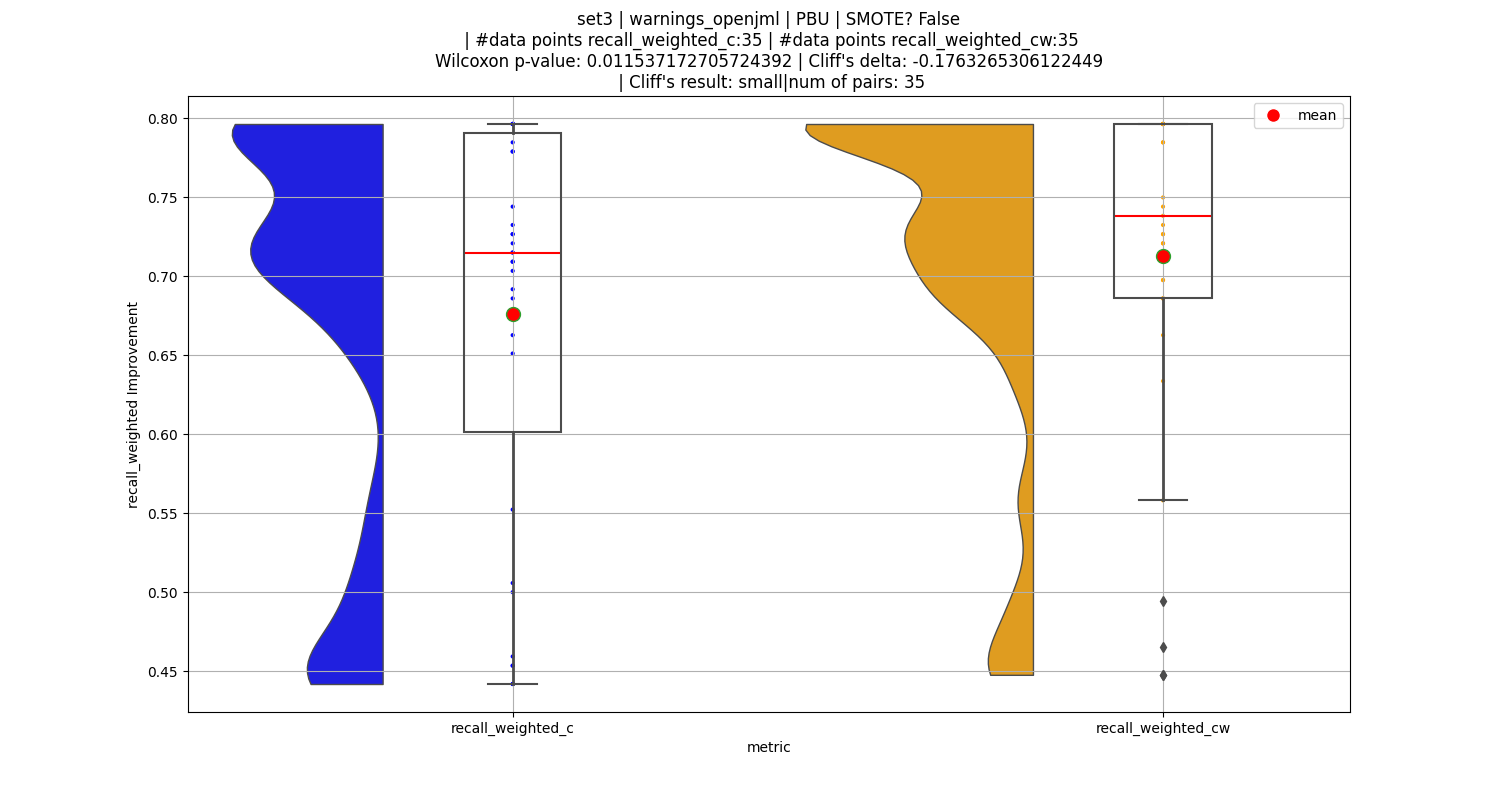 set3 | warnings_openjml | PBU | SMOTE? False
| #data points recall_weighted_c:35 | #data points recall_weighted_cw:35
Wilcoxon p-value: 0.011537172705724392 | Cliff's delta: -0.1763265306122449
| Cliff's result: small|num of pairs: 35
mean
0.80
0.75
0.70
0.65
0.60
0.55
0.50
0.45
recall_weighted Improvement
recall_weighted_c
recall_weighted_cw
metric